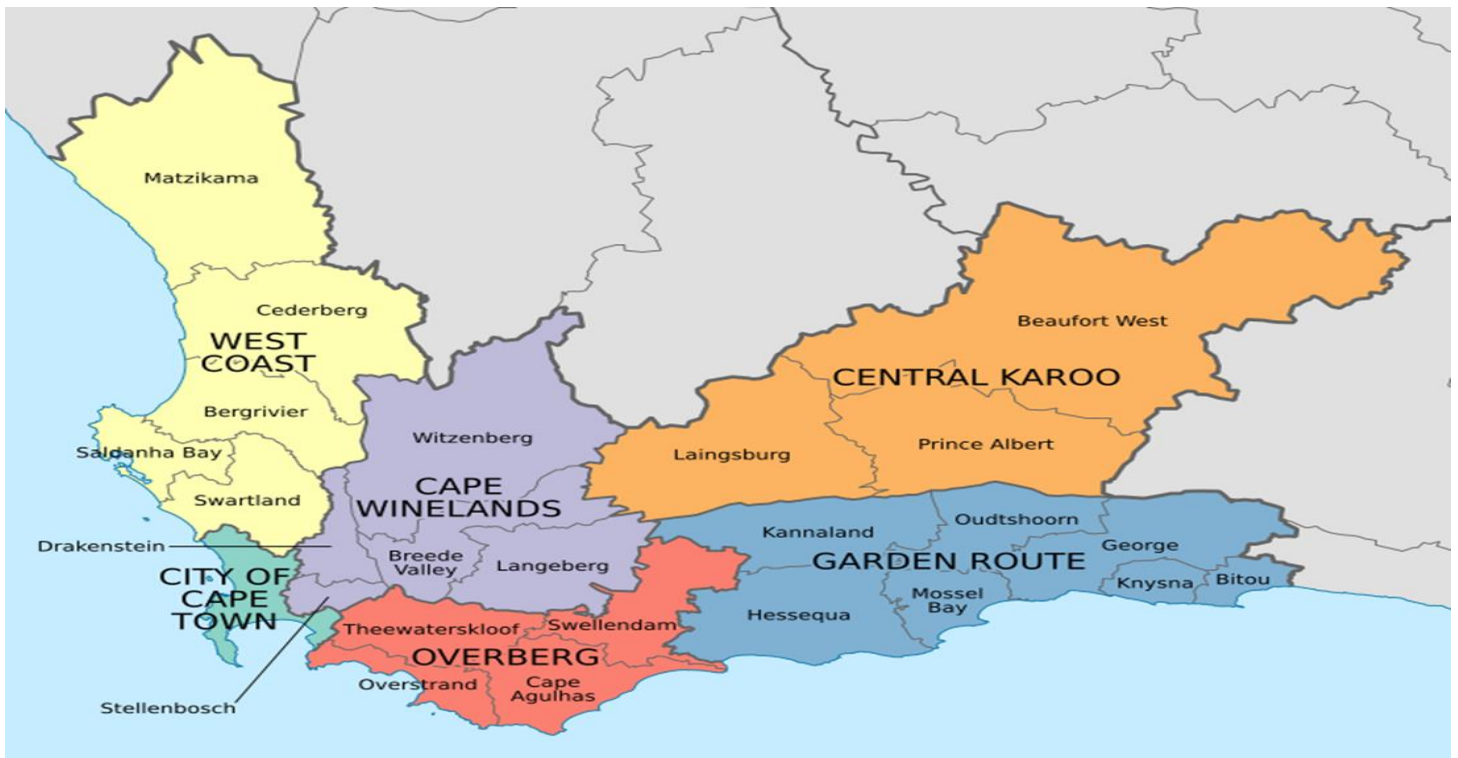 Matzikama
Cederberg
WEST
COAST
Bergrivier
Saldanha Bay
Swartland
Drakenstein
CITY OF
CAPE
TOWN
Stellenbosch
Witzenberg
CAPE
WINELANDS
Breede
Valley
Langeberg
Theewaterskloof
Swellendam
OVERBERG
Overstrand
Cape
Agulhas
Beaufort West
CENTRAL KAROO
Laingsburg
Prince Albert
Kannaland
Oudtshoorn
George
GARDEN ROUTE
Knysna
Bitou
Mossel
Bay
Hessequa